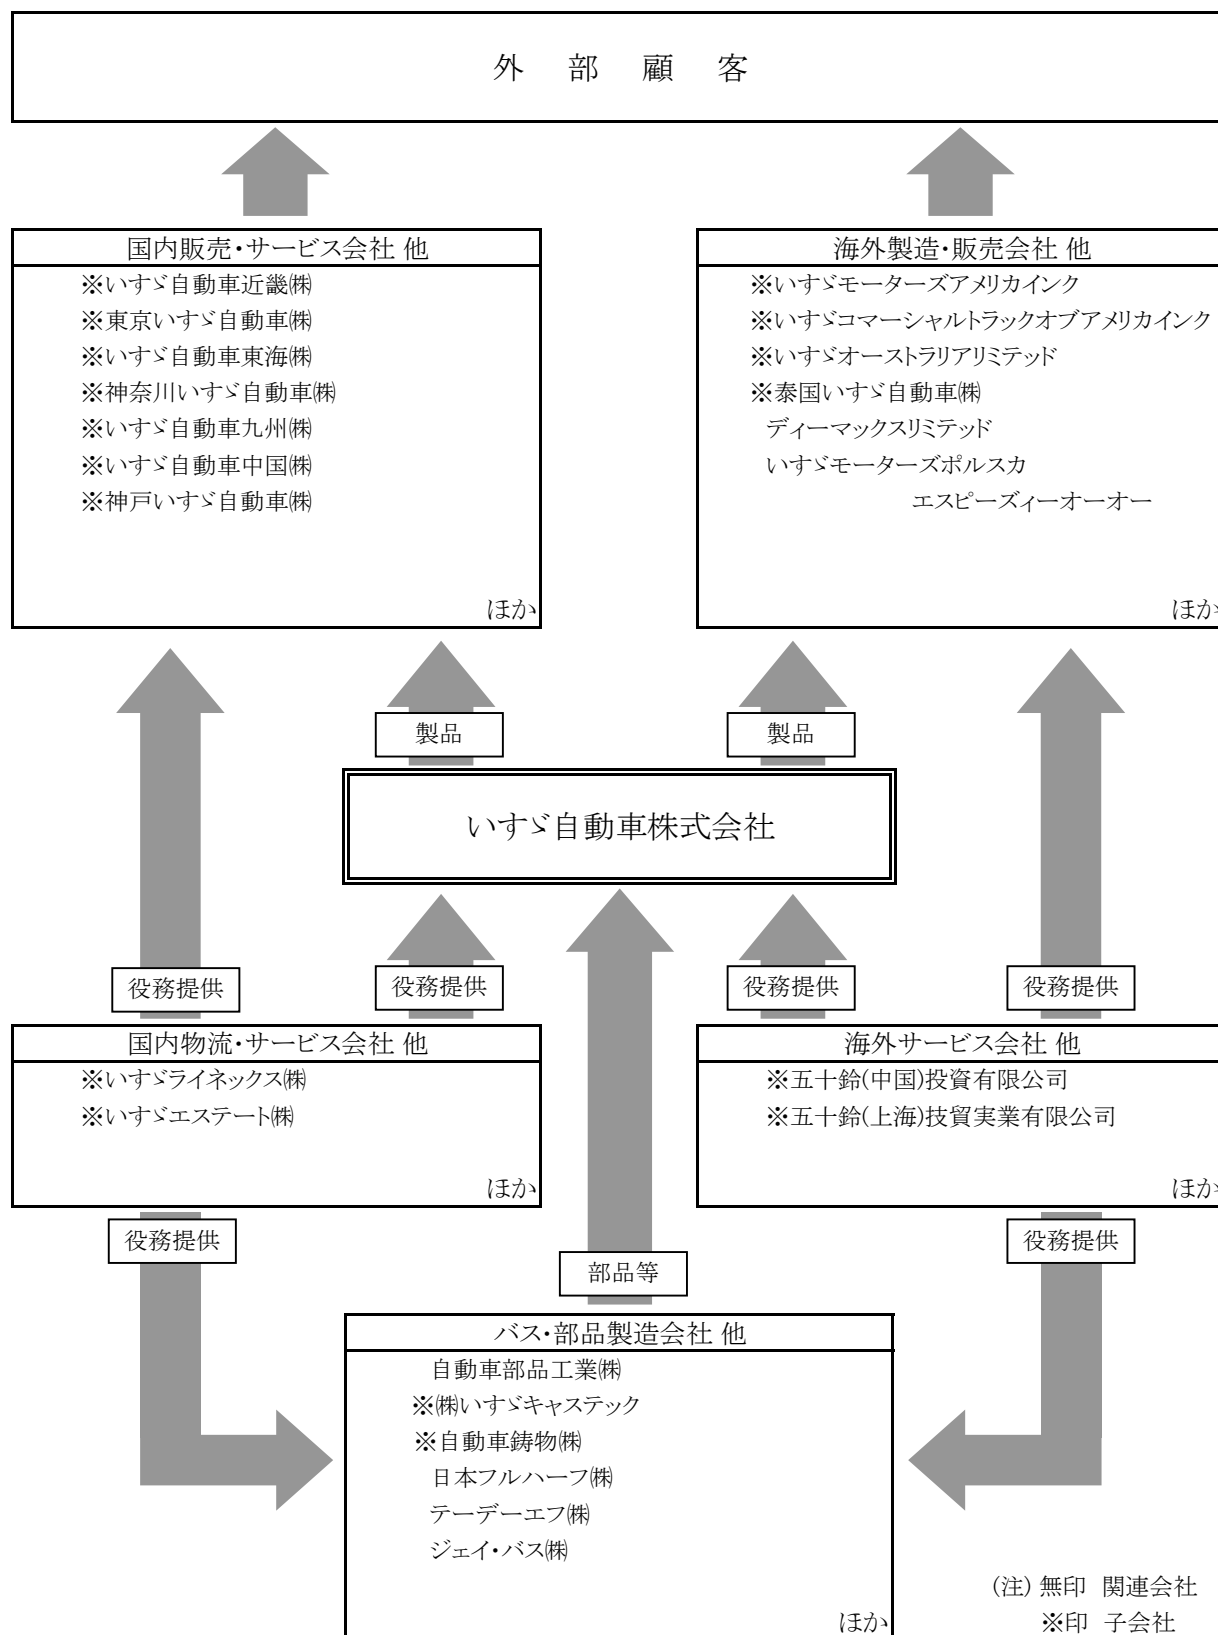 外部顧客
国内販売・サービス会社 他
※いすゞ自動車近畿㈱
※東京いすゞ自動車㈱
※いすゞ自動車東海㈱
※神奈川いすゞ自動車㈱
※いすゞ自動車九州㈱
※いすゞ自動車中国㈱
※神戸いすゞ自動車㈱
ほか
海外製造・販売会社 他
※いすゞモーターズアメリカインク
※いすゞコマーシャルトラックオブアメリカインク
※いすゞオーストラリアリミテッド
※泰国いすゞ自動車㈱
ディーマックスリミテッド
いすゞモーターズポルスカ
エスピーズィーオーオー
ほか
製品
製品
いすゞ自動車株式会社
役務提供
役務提供
役務提供
役務提供
国内物流・サービス会社 他
※いすゞライネックス㈱
※いすゞエステート㈱
ほか
海外サービス会社 他
※五十鈴(中国)投資有限公司
※五十鈴(上海)技貿実業有限公司
ほか
役務提供
役務提供
部品等
バス・部品製造会社 他
自動車部品工業㈱
※㈱いすゞキャステック
※自動車鋳物㈱
日本フルハーフ㈱
テーデーエフ㈱
ジェイ・バス㈱
ほか
(注) 無印 関連会社
※印 子会社